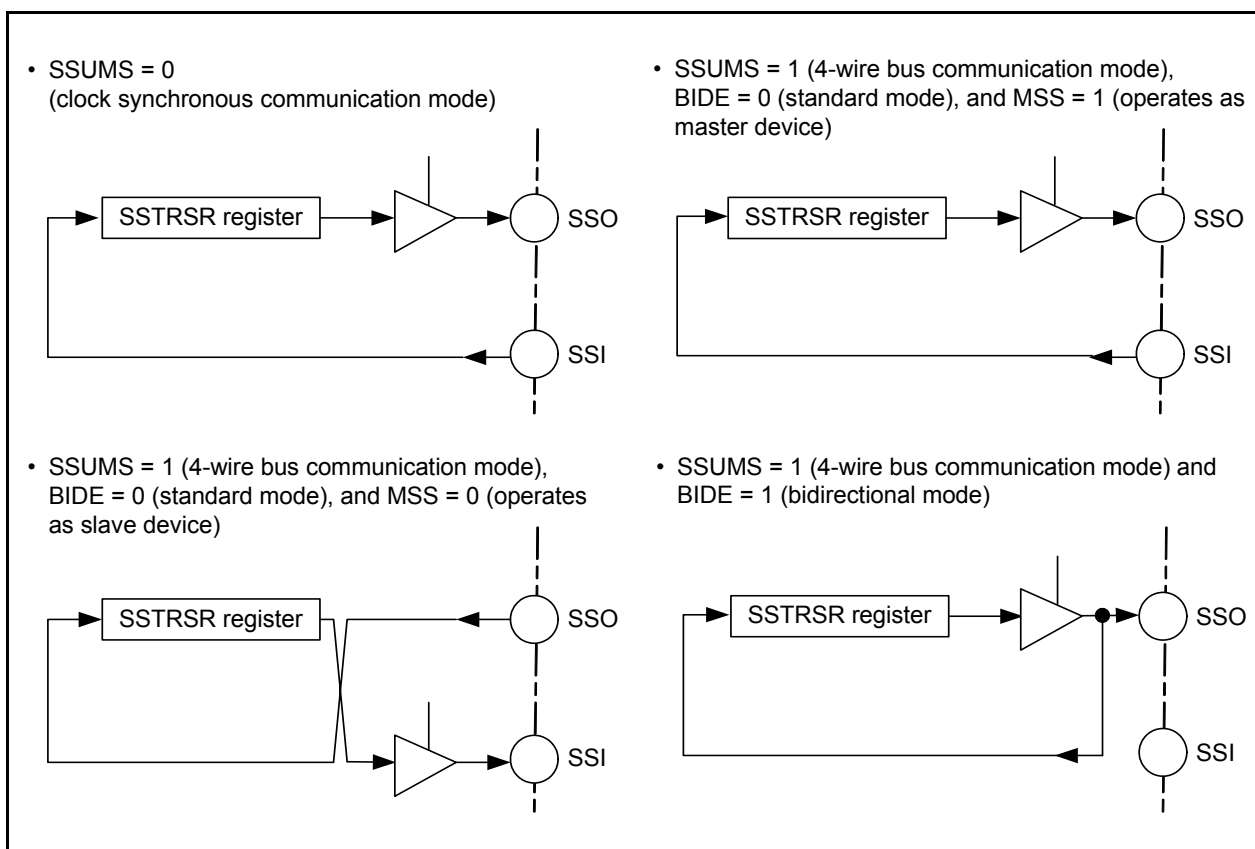 • SSUMS = 0
(clock synchronous communication mode)
SSTRSR register
SSO
SSI
• SSUMS = 1 (4-wire bus communication mode),
BIDE = 0 (standard mode), and MSS = 1 (operates as
master device)
SSTRSR register
SSO
SSI
• SSUMS = 1 (4-wire bus communication mode),
BIDE = 0 (standard mode), and MSS = 0 (operates
as slave device)
SSTRSR register
SSO
SSI
• SSUMS = 1 (4-wire bus communication mode) and
BIDE = 1 (bidirectional mode)
SSTRSR register
SSO
SSI